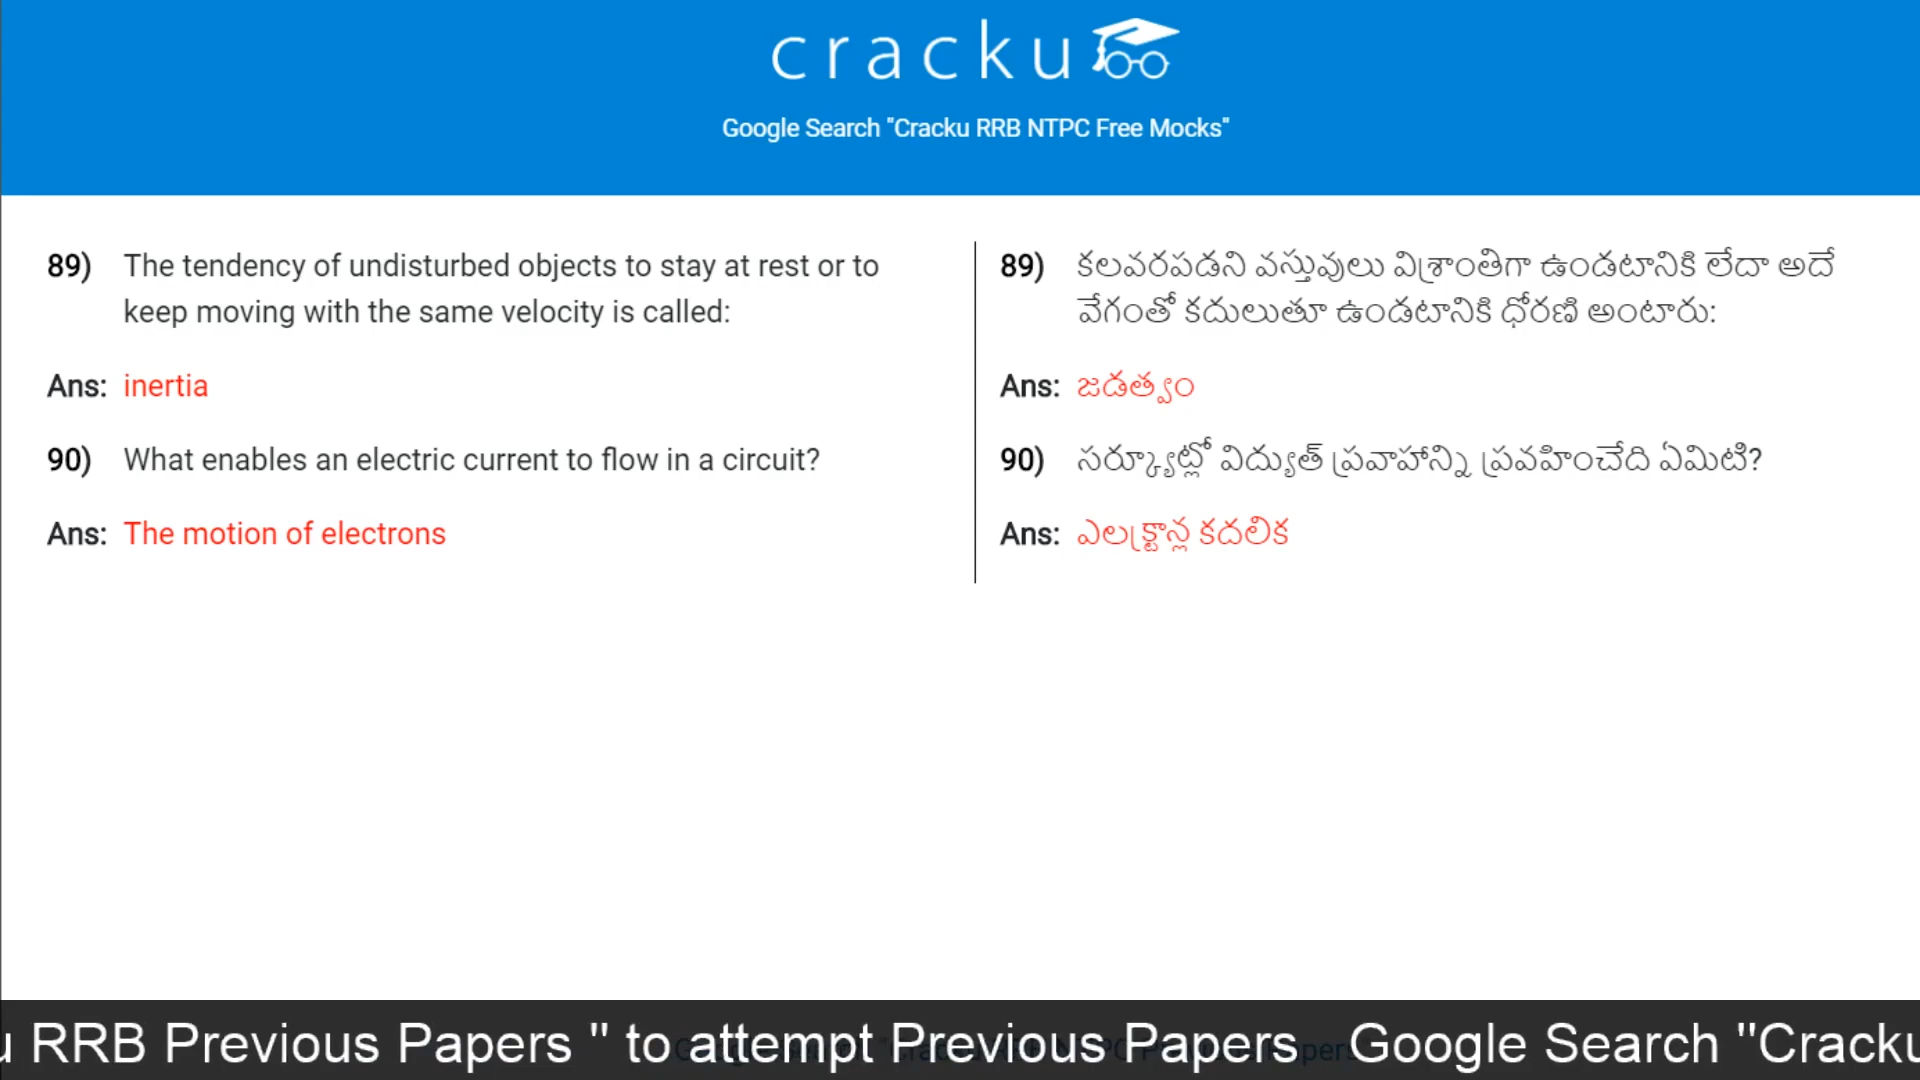 cracku
Google Search "Cracku RRB NTPC Free Mocks"
89) The tendency of undisturbed objects to stay at rest or to
keep moving with the same velocity is called:
Ans: inertia
90) What enables an electric current to flow in a circuit?
Ans: The motion of electrons
89) కలవరపడని వస్తువులు విశ్రాంతిగా ఉండటానికి లేదా అదే
వేగంతో కదులుతూ ఉండటానికి ధోరణి అంటారు:
Ans: జడత్వం
90) సర్క్యూట్లో విద్యుత్ ప్రవాహాన్ని ప్రవహించేది ఏమిటి?
Ans: ఎలక్ట్రాన్ల కదలిక
RRB Previous Papers " to attempt Previous Papers Google Search "Cracku